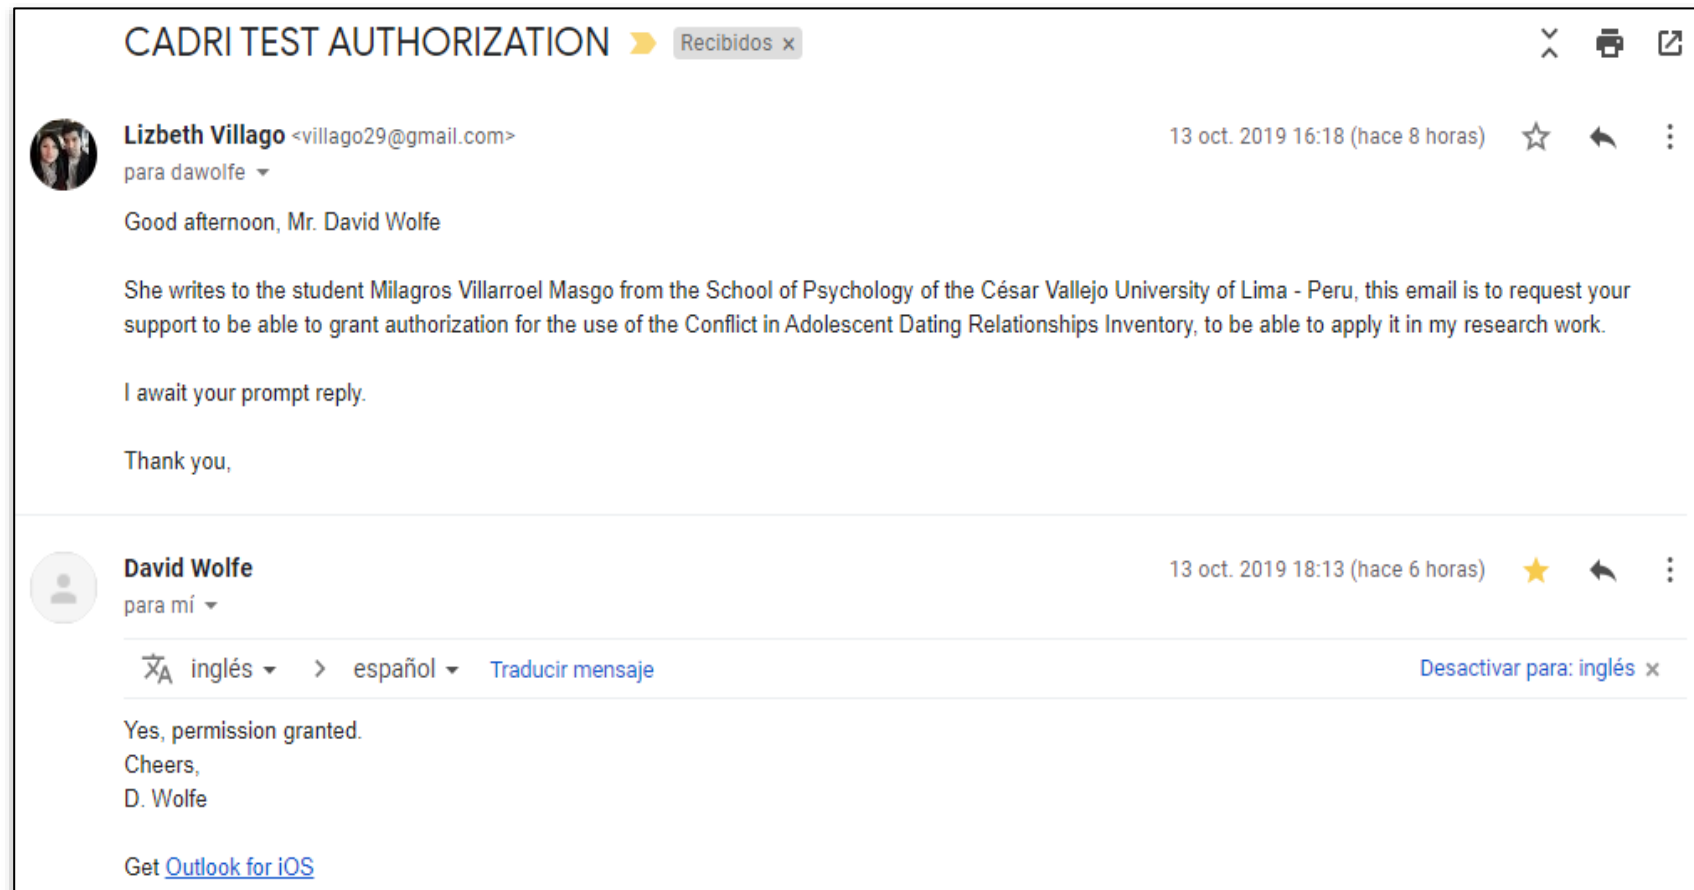 CADRI TEST AUTHORIZATION Recibidos x
Lizbeth Villago <villago29@gmail.com> 13 oct. 2019 16:18 (hace 8 horas)
para dawolfe
Good afternoon, Mr. David Wolfe
She writes to the student Milagros Villarroel Masgo from the School of Psychology of the César Vallejo University of Lima - Peru, this email is to request your
support to be able to grant authorization for the use of the Conflict in Adolescent Dating Relationships Inventory, to be able to apply it in my research work.
I await your prompt reply.
Thank you,
David Wolfe 13 oct. 2019 18:13 (hace 6 horas)
para mí
inglés > español Traducir mensaje Desactivar para: inglés x
Yes, permission granted.
Cheers,
D. Wolfe
Get Outlook for iOS